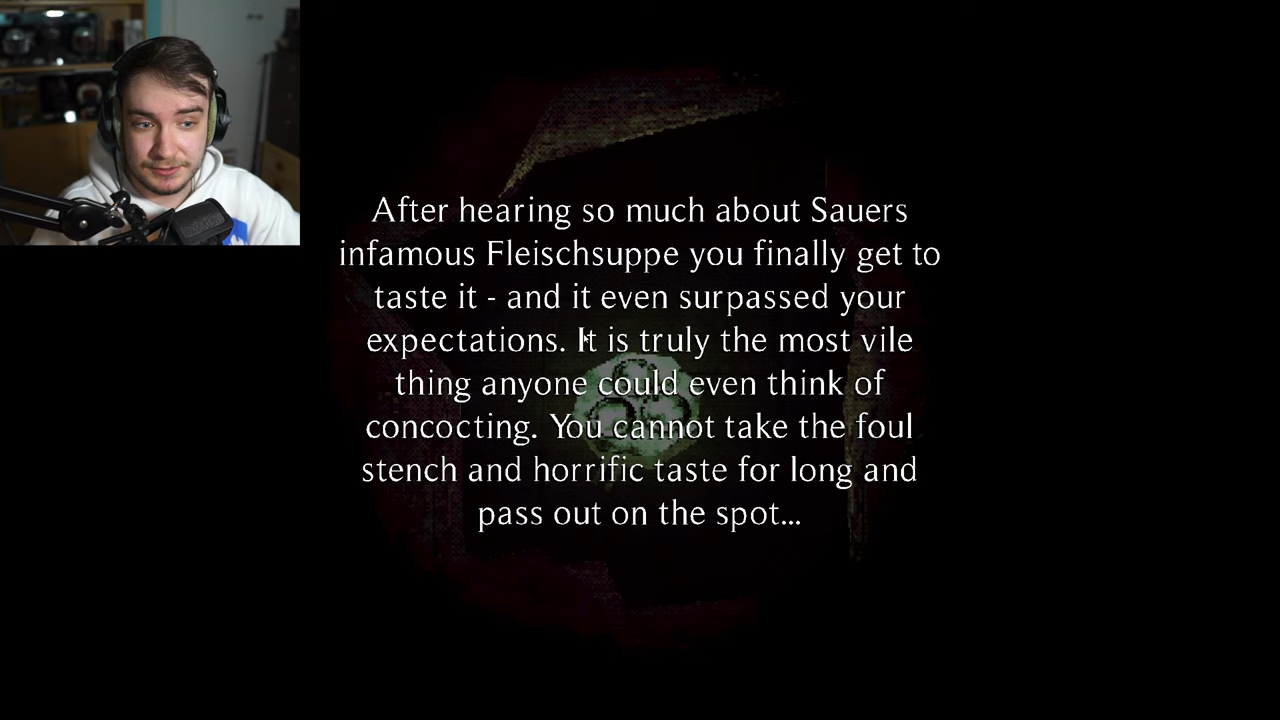 After hearing so much about Sauers
infamous Fleischsuppe you finally get to
taste it - and it even surpassed your
expectations. It is truly the most vile
thing anyone could even think of
concocting. You cannot take the foul
stench and horrific taste for long and
pass out on the spot...